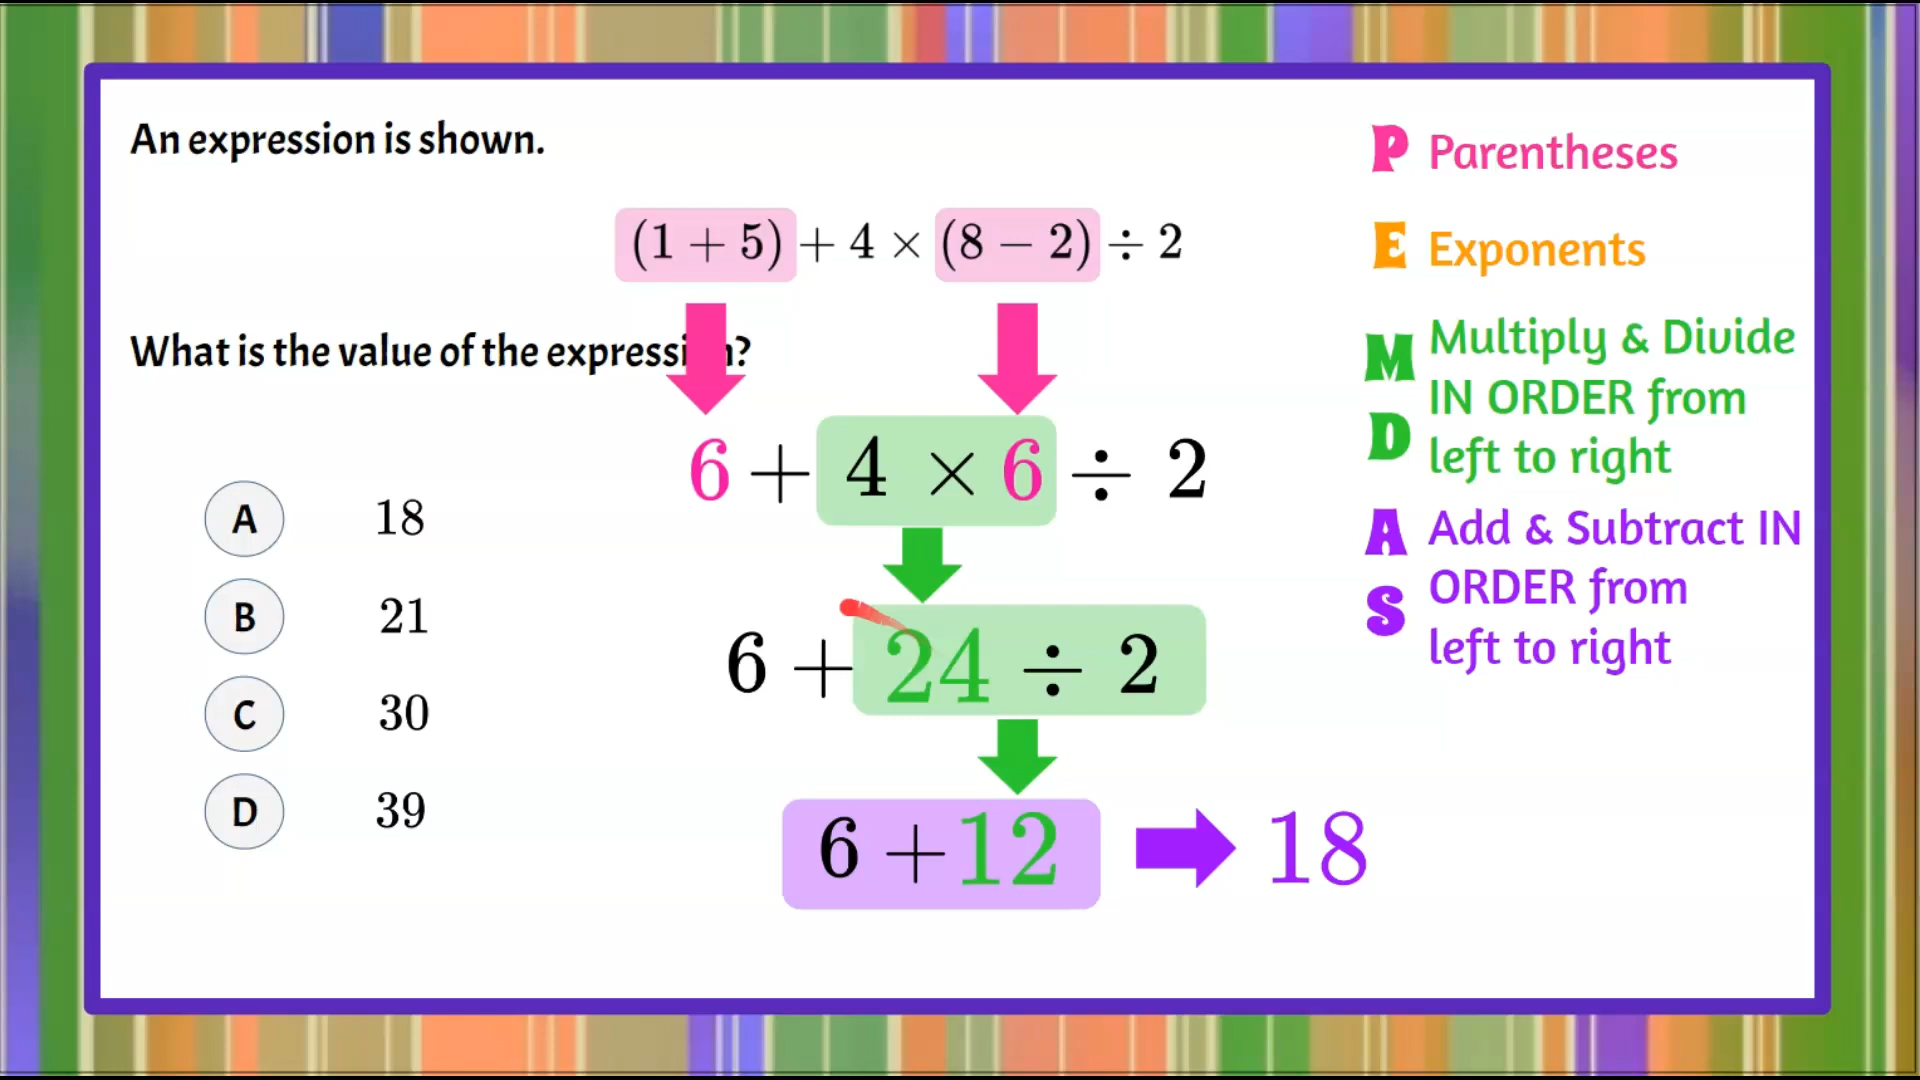 An expression is shown.
(1 + 5) + 4 × (8 − 2) ÷ 2
What is the value of the expression?
6 + 4 × 6 ÷ 2
6 + 24 ÷ 2
6 + 12 18
A 18
B 21
C 30
D 39
P Parentheses
E Exponents
M Multiply & Divide
IN ORDER from
D left to right
A Add & Subtract IN
S ORDER from
left to right